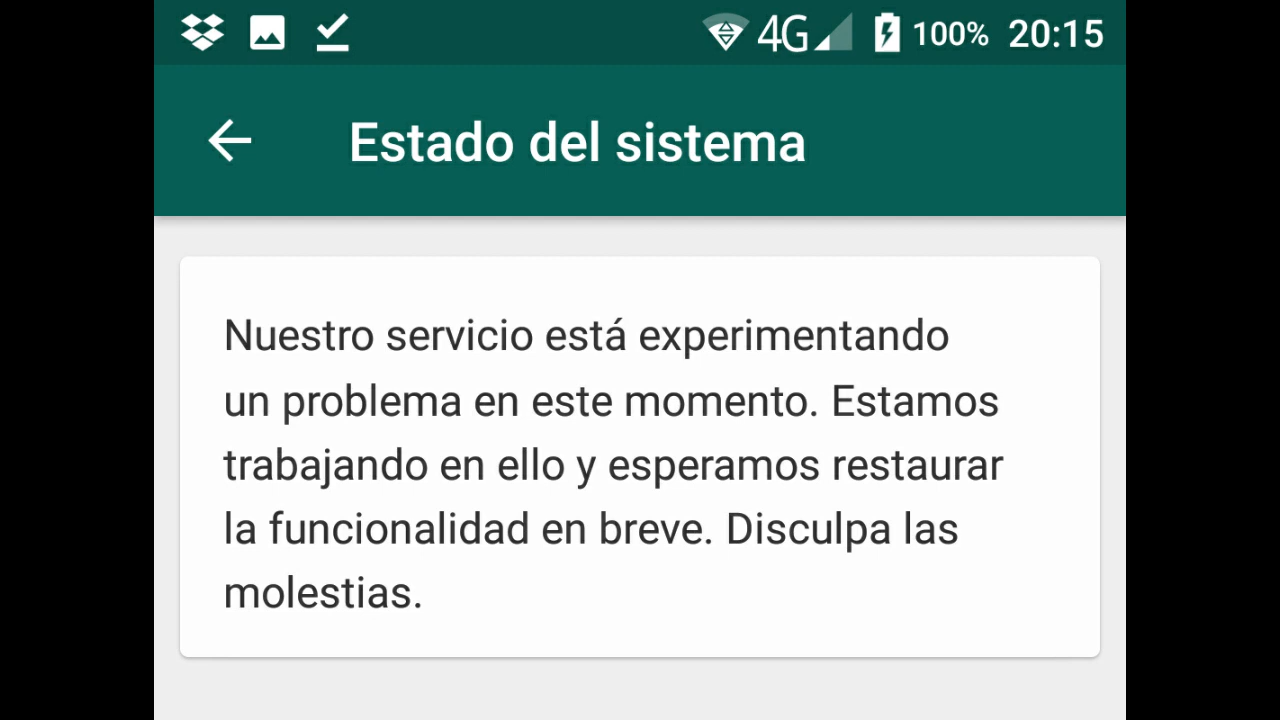 4G 100% 20:15
Estado del sistema
Nuestro servicio está experimentando
un problema en este momento. Estamos
trabajando en ello y esperamos restaurar
la funcionalidad en breve. Disculpa las
molestias.